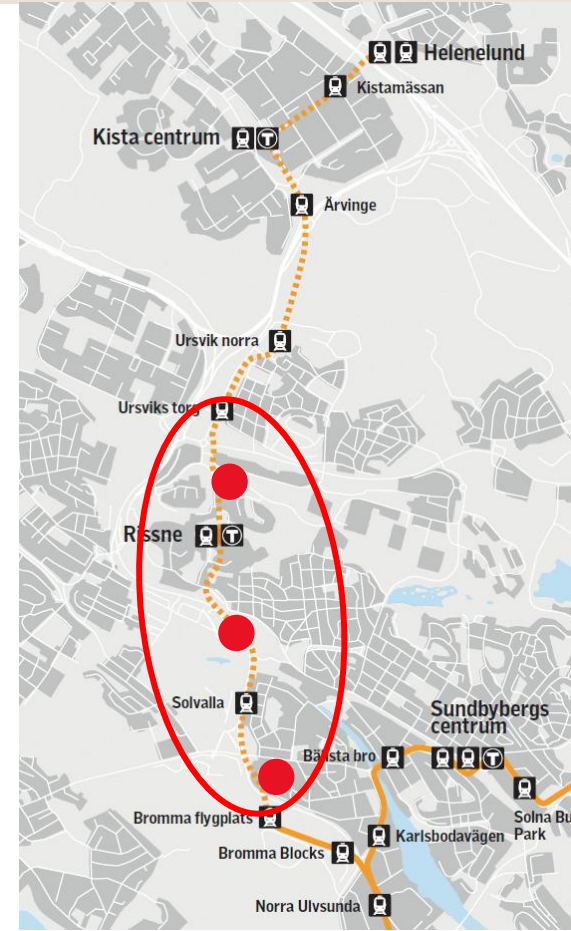 Helenelund
Kistamässan
Kista centrum
T
Ärvinge
Ursvik norra
Ursviks torg
Rissne
T
Solvalla
Sundbybergs
centrum
T
Bällsta bro
Bromma flygplats
Solna Bu
Park
Karlsbodavägen
Bromma Blocks
Norra Ulvsunda